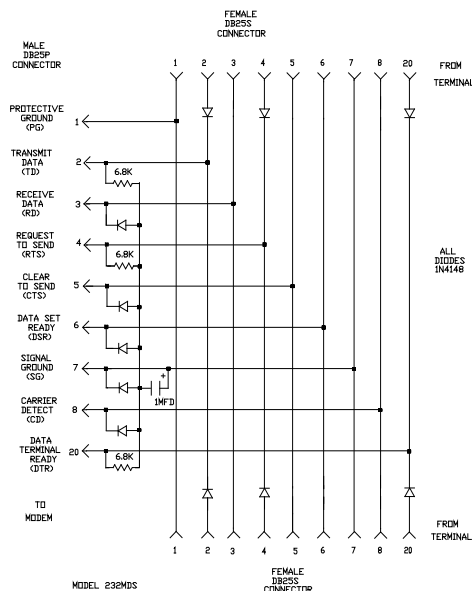 FEMALE
DB25S
CONNECTOR
MALE
DB25P
CONNECTOR
1 2 3 4 5 6 7 8 20
FROM
TERMINAL
PROTECTIVE
GROUND
(PG)
1
TRANSMIT
DATA
(TD)
2
6.8K
RECEIVE
DATA
(RD)
3
REQUEST
TO SEND
(RTS)
4
6.8K
ALL
DIODES
1N4148
CLEAR
TO SEND
(CTS)
5
DATA SET
READY
(DSR)
6
SIGNAL
GROUND
(SG)
7
+
1MFD
CARRIER
DETECT
(CD)
8
DATA
TERMINAL
READY
(DTR)
20
6.8K
TO
MODEM
FROM
TERMINAL
1 2 3 4 5 6 7 8 20
FEMALE
DB25S
CONNECTOR
MODEL 232MDS